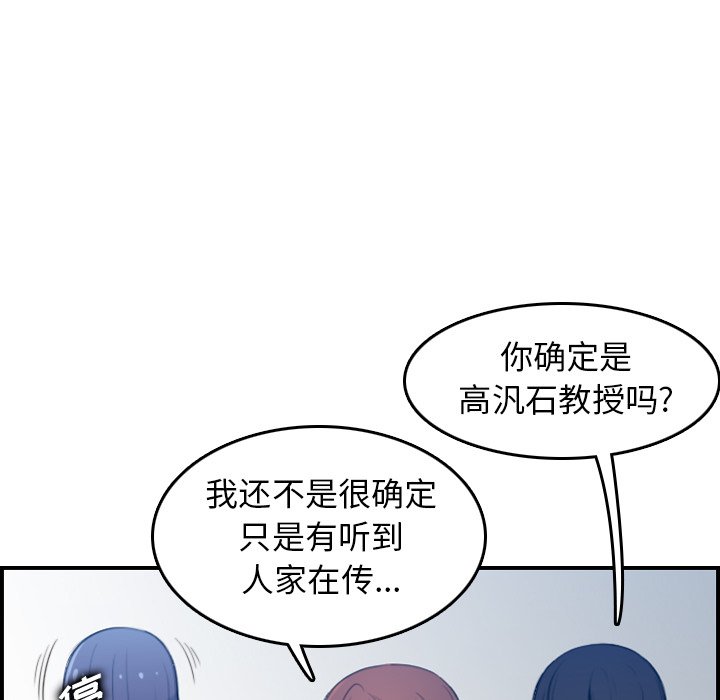 你确定是
高汎石教授吗?
我还不是很确定
只是有听到
人家在传...
停